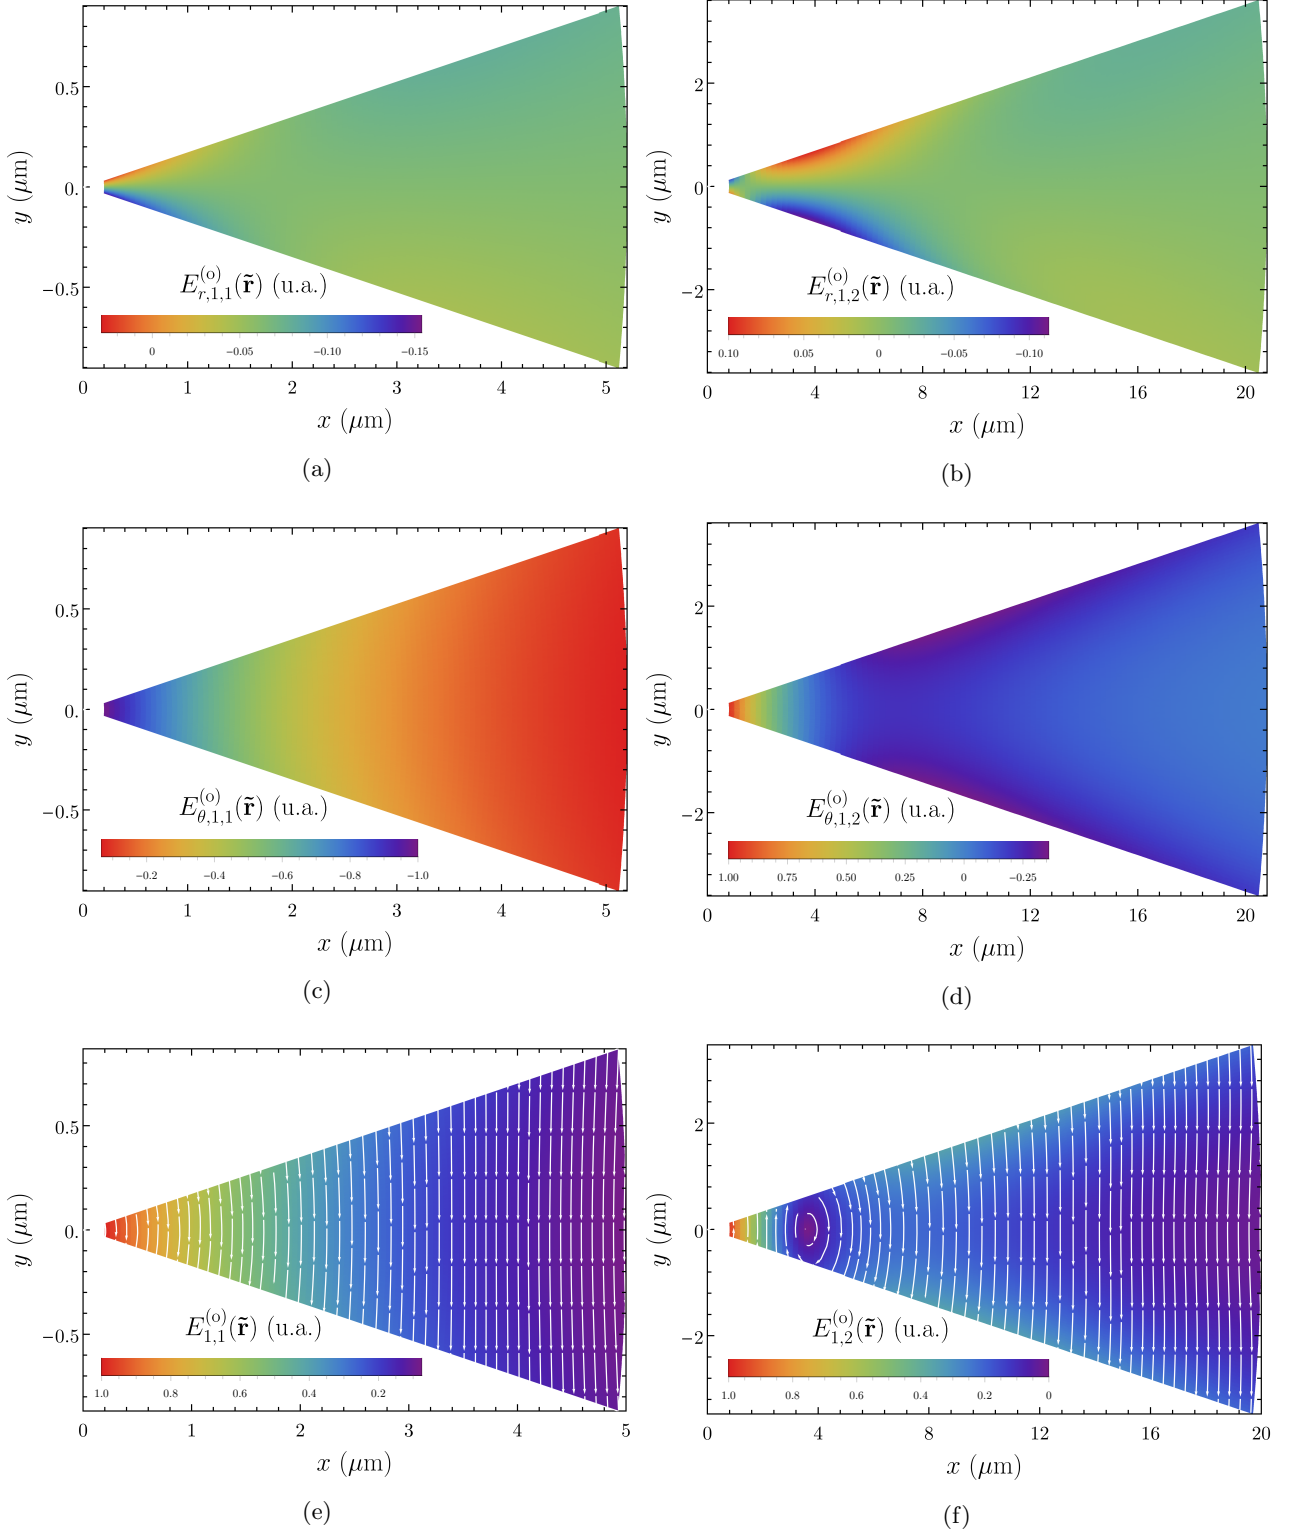 0.5
0.
−0.5
y (μm)
E^{(o)}_{r,1,1}(r̃) (u.a.)
0 −0.05 −0.10 −0.15
0 1 2 3 4 5
x (μm)
(a)
2
0
−2
y (μm)
E^{(o)}_{r,1,2}(r̃) (u.a.)
0.10 0.05 0 −0.05 −0.10
0 4 8 12 16 20
x (μm)
(b)
0.5
0.
−0.5
y (μm)
E^{(o)}_{θ,1,1}(r̃) (u.a.)
−0.2 −0.4 −0.6 −0.8 −1.0
0 1 2 3 4 5
x (μm)
(c)
2
0
−2
y (μm)
E^{(o)}_{θ,1,2}(r̃) (u.a.)
1.00 0.75 0.50 0.25 0 −0.25
0 4 8 12 16 20
x (μm)
(d)
0.5
0.
−0.5
y (μm)
E^{(o)}_{1,1}(r̃) (u.a.)
1.0 0.8 0.6 0.4 0.2
0 1 2 3 4 5
x (μm)
(e)
2
0
−2
y (μm)
E^{(o)}_{1,2}(r̃) (u.a.)
1.0 0.8 0.6 0.4 0.2 0
0 4 8 12 16 20
x (μm)
(f)